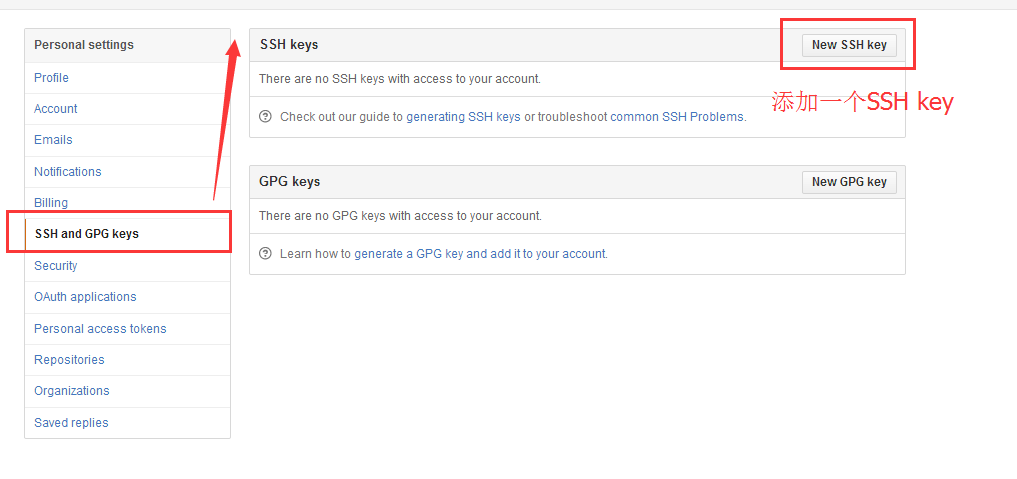 Personal settings
Profile
Account
Emails
Notifications
Billing
SSH and GPG keys
Security
OAuth applications
Personal access tokens
Repositories
Organizations
Saved replies
SSH keys
New SSH key
There are no SSH keys with access to your account.
添加一个SSH key
Check out our guide to generating SSH keys or troubleshoot common SSH Problems.
GPG keys
New GPG key
There are no GPG keys with access to your account.
Learn how to generate a GPG key and add it to your account.